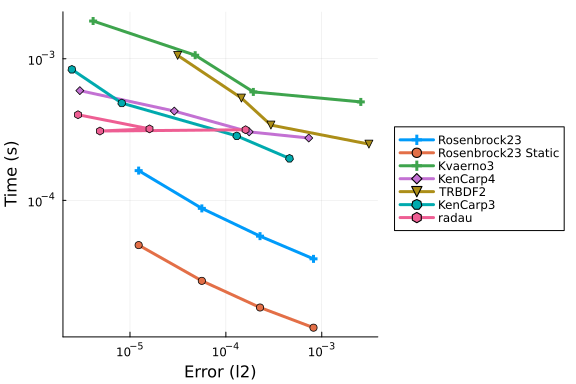 10⁻³
10⁻⁴
Time (s)
10⁻⁵
10⁻⁴
10⁻³
Error (l2)
Rosenbrock23
Rosenbrock23 Static
Kvaerno3
KenCarp4
TRBDF2
KenCarp3
radau